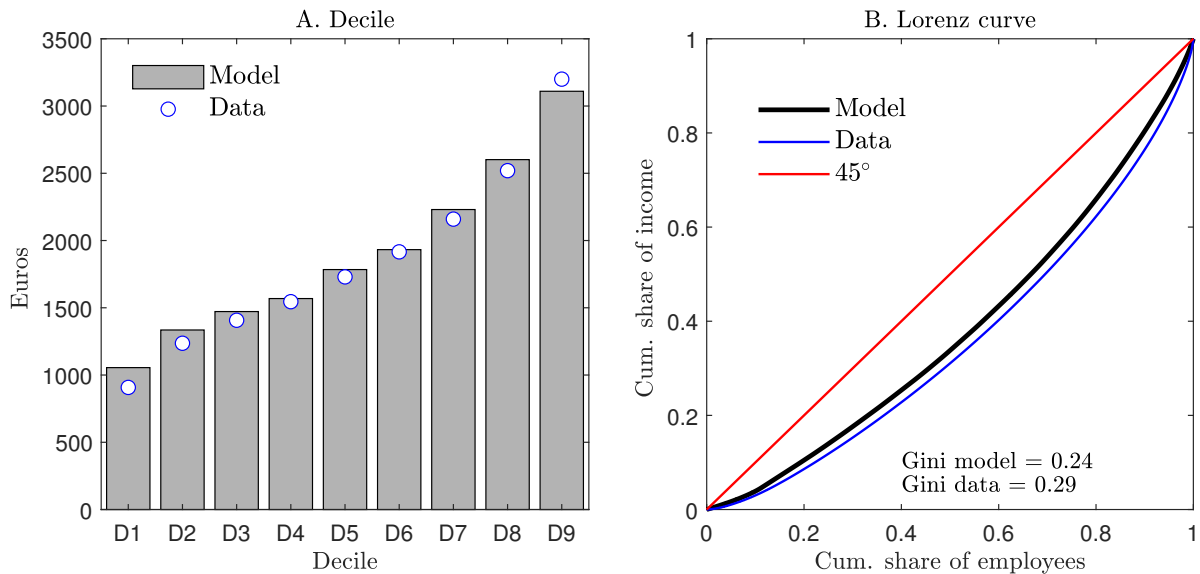 A. Decile
3500
3000
2500
2000
1500
1000
500
0
Euros
Model
Data
D1 D2 D3 D4 D5 D6 D7 D8 D9
Decile
B. Lorenz curve
1
0.8
0.6
0.4
0.2
0
Cum. share of income
Model
Data
45°
Gini model = 0.24
Gini data = 0.29
0 0.2 0.4 0.6 0.8 1
Cum. share of employees